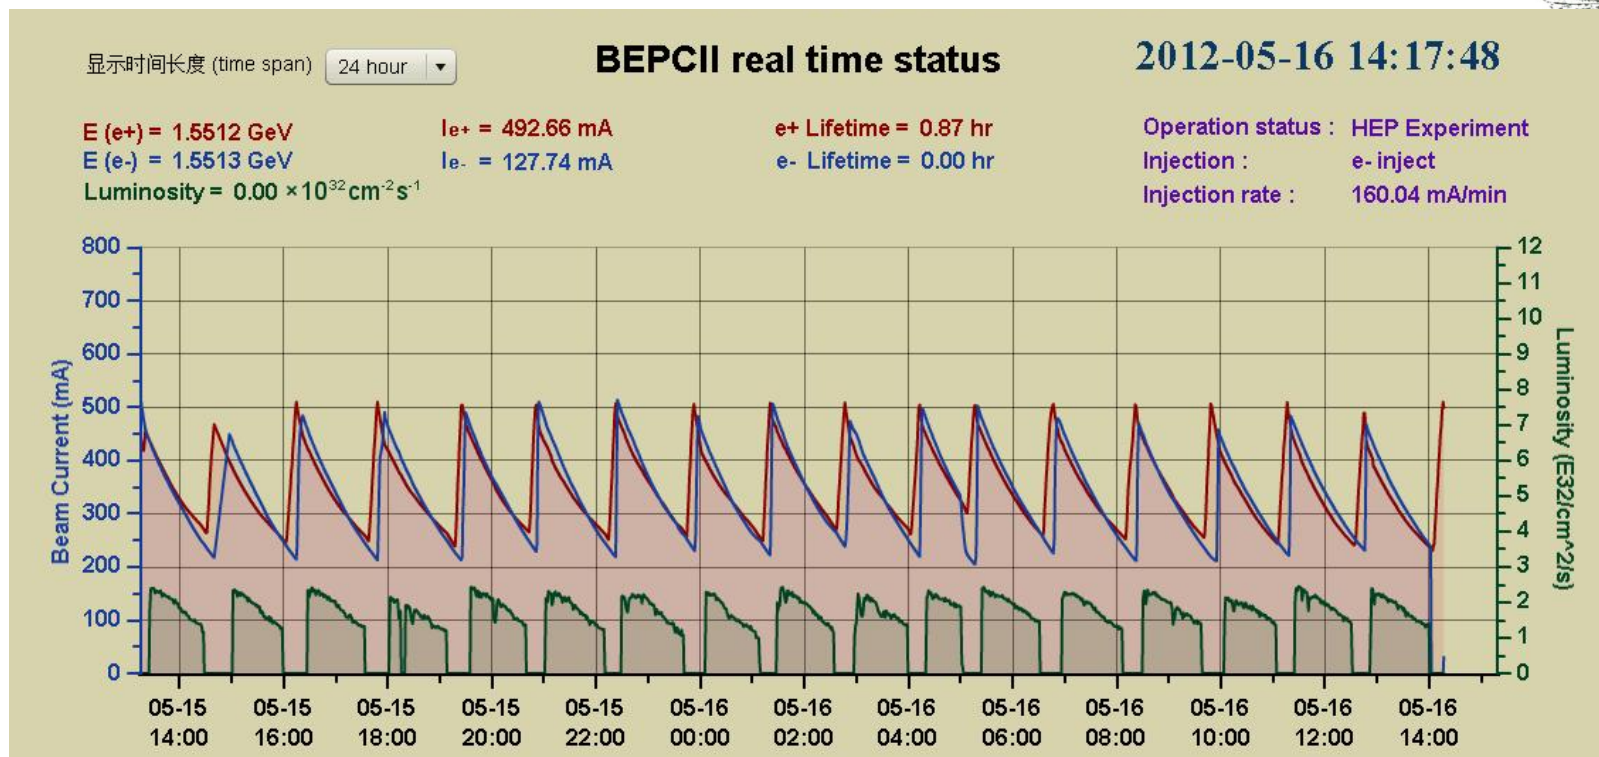 显示时间长度 (time span) 24 hour
BEPCII real time status
2012-05-16 14:17:48
E (e+) = 1.5512 GeV
Ie+ = 492.66 mA
e+ Lifetime = 0.87 hr
Operation status : HEP Experiment
E (e-) = 1.5513 GeV
Ie- = 127.74 mA
e- Lifetime = 0.00 hr
Injection : e- inject
Luminosity = 0.00 ×10³²cm⁻²s⁻¹
Injection rate : 160.04 mA/min
Beam Current (mA)
800
700
600
500
400
300
200
100
0
12
11
10
9
8
7
6
5
4
3
2
1
0
Luminosity (E32/cm^2/s)
05-15 05-15 05-15 05-15 05-15 05-16 05-16 05-16 05-16 05-16 05-16 05-16 05-16
14:00 16:00 18:00 20:00 22:00 00:00 02:00 04:00 06:00 08:00 10:00 12:00 14:00